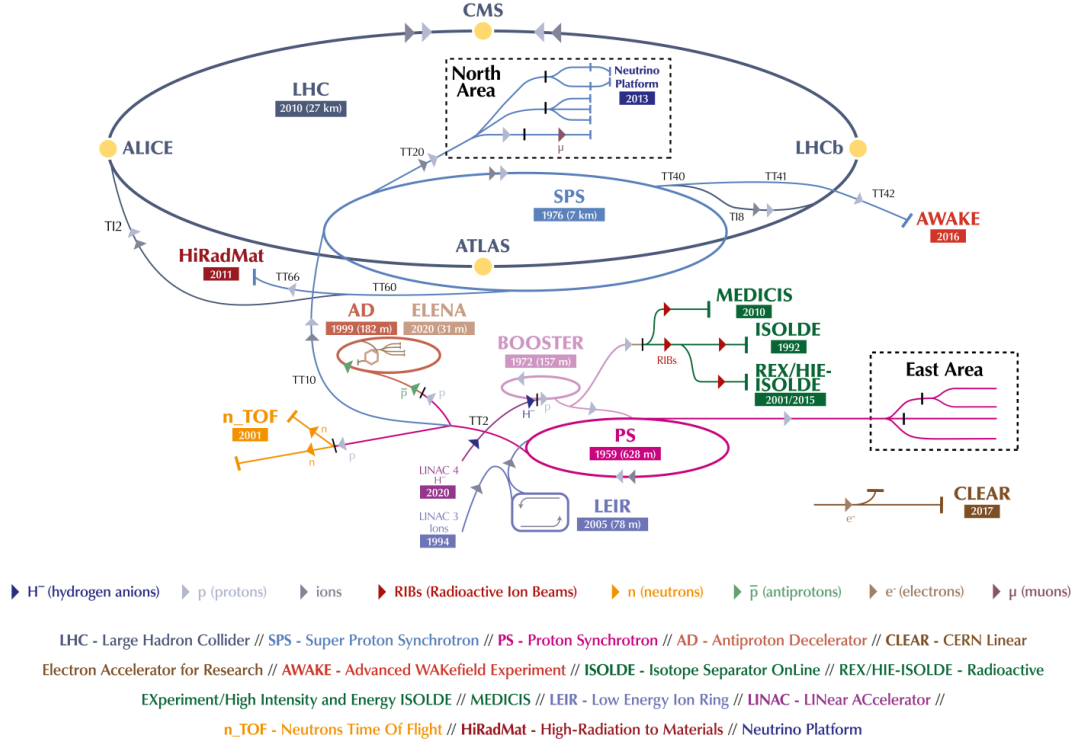 CMS
North
Area
Neutrino
Platform
2013
LHC
2010 (27 km)
ALICE
LHCb
μ
TT20
TT40
TT41
TT42
SPS
1976 (7 km)
TI8
AWAKE
2016
TI2
ATLAS
HiRadMat
2011
TT66
TT60
MEDICIS
2010
AD
1999 (182 m)
ELENA
2020 (31 m)
ISOLDE
1992
BOOSTER
1972 (157 m)
RIBs
REX/HIE-
ISOLDE
2001/2015
East Area
TT10
p̅
p
H⁻
p
TT2
n_TOF
2001
n
n
p
PS
1959 (628 m)
LINAC 4
H⁻
2020
LEIR
2005 (78 m)
LINAC 3
Ions
1994
CLEAR
2017
e⁻
H⁻ (hydrogen anions)
p (protons)
ions
RIBs (Radioactive Ion Beams)
n (neutrons)
p̅ (antiprotons)
e⁻ (electrons)
μ (muons)
LHC - Large Hadron Collider // SPS - Super Proton Synchrotron // PS - Proton Synchrotron // AD - Antiproton Decelerator // CLEAR - CERN Linear
Electron Accelerator for Research // AWAKE - Advanced WAKefield Experiment // ISOLDE - Isotope Separator OnLine // REX/HIE-ISOLDE - Radioactive
EXperiment/High Intensity and Energy ISOLDE // MEDICIS // LEIR - Low Energy Ion Ring // LINAC - LINear ACcelerator //
n_TOF - Neutrons Time Of Flight // HiRadMat - High-Radiation to Materials // Neutrino Platform